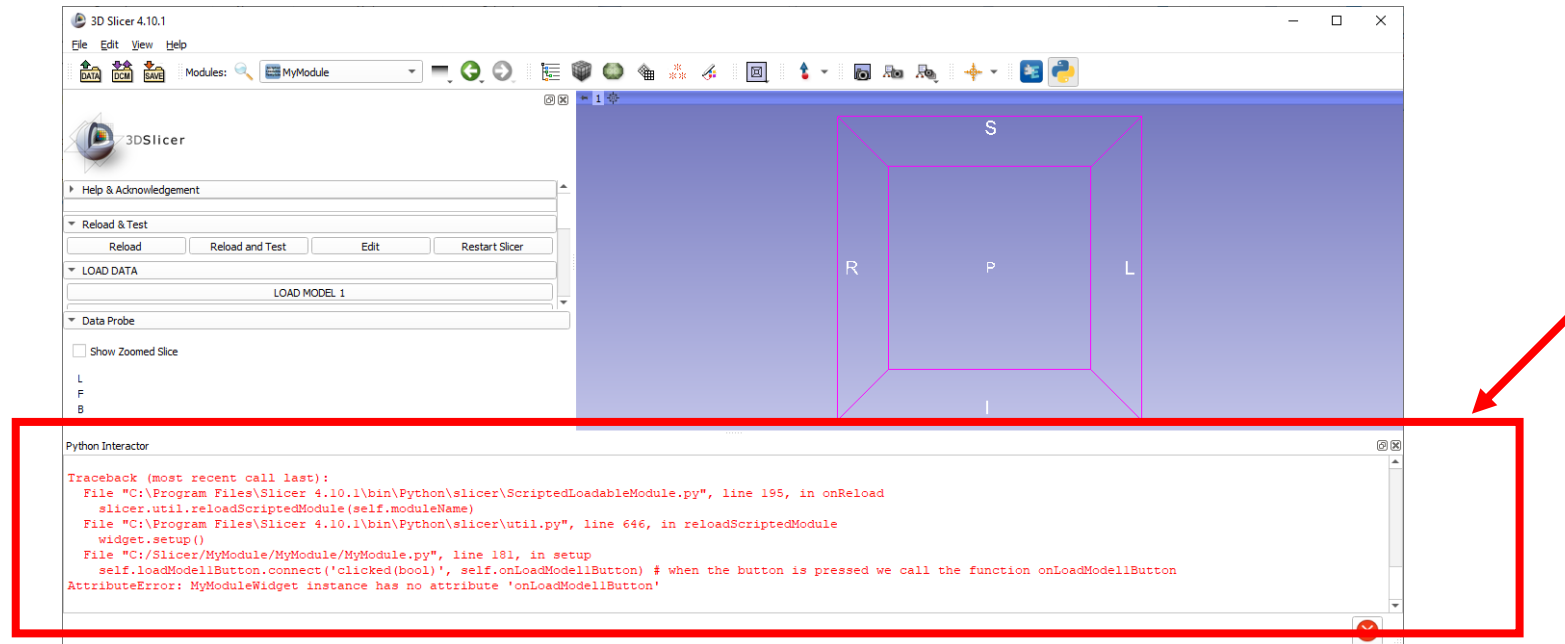 3D Slicer 4.10.1
File Edit View Help
DATA DCM SAVE Modules: MyModule
1
3DSlicer
S
Help & Acknowledgement
Reload & Test
Reload Reload and Test Edit Restart Slicer
LOAD DATA
R P L
LOAD MODEL 1
Data Probe
Show Zoomed Slice
L
F
B
I
Python Interactor
Traceback (most recent call last):
File "C:\Program Files\Slicer 4.10.1\bin\Python\slicer\ScriptedLoadableModule.py", line 195, in onReload
slicer.util.reloadScriptedModule(self.moduleName)
File "C:\Program Files\Slicer 4.10.1\bin\Python\slicer\util.py", line 646, in reloadScriptedModule
widget.setup()
File "C:/Slicer/MyModule/MyModule/MyModule.py", line 181, in setup
self.loadModel1Button.connect('clicked(bool)', self.onLoadModel1Button) # when the button is pressed we call the function onLoadModel1Button
AttributeError: MyModuleWidget instance has no attribute 'onLoadModel1Button'